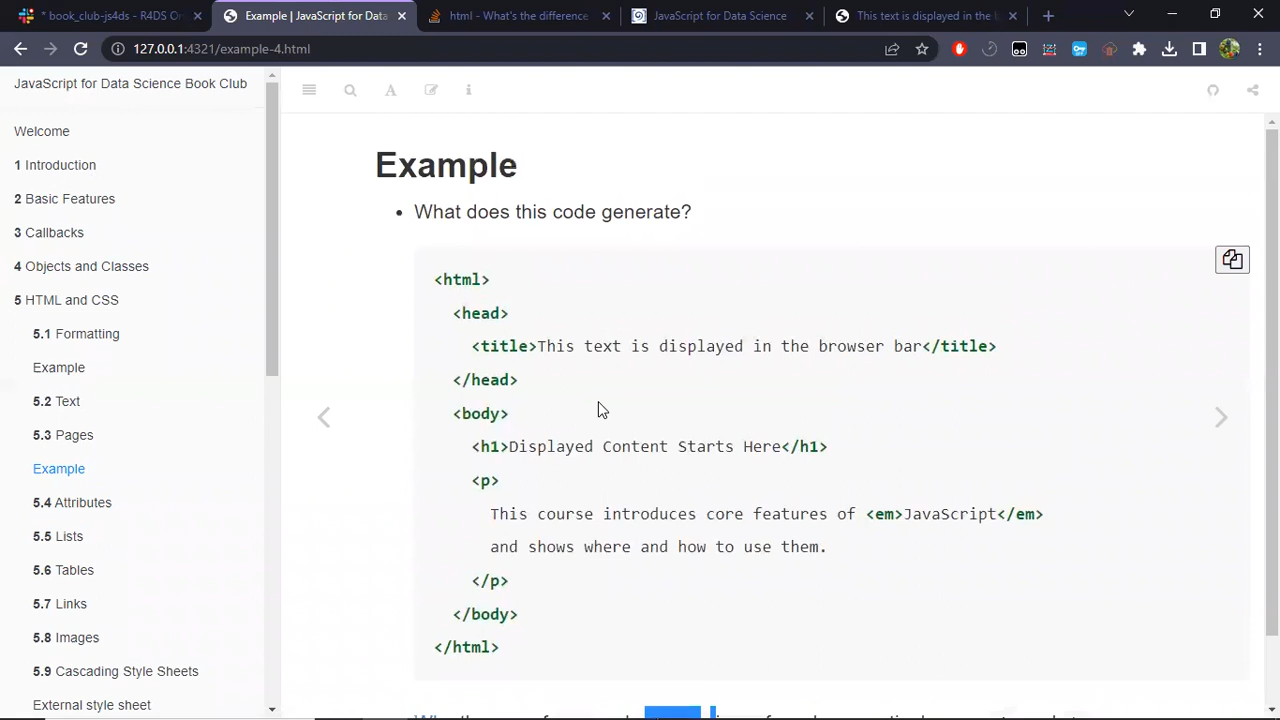 * book_club-js4ds - R4DS O
Example | JavaScript for Data
html - What's the difference
JavaScript for Data Science
This text is displayed in the b
127.0.0.1:4321/example-4.html
JavaScript for Data Science Book Club
Welcome
1 Introduction
2 Basic Features
3 Callbacks
4 Objects and Classes
5 HTML and CSS
5.1 Formatting
Example
5.2 Text
5.3 Pages
Example
5.4 Attributes
5.5 Lists
5.6 Tables
5.7 Links
5.8 Images
5.9 Cascading Style Sheets
External style sheet
Example
• What does this code generate?
<html>
<head>
<title>This text is displayed in the browser bar</title>
</head>
<body>
<h1>Displayed Content Starts Here</h1>
<p>
This course introduces core features of <em>JavaScript</em>
and shows where and how to use them.
</p>
</body>
</html>